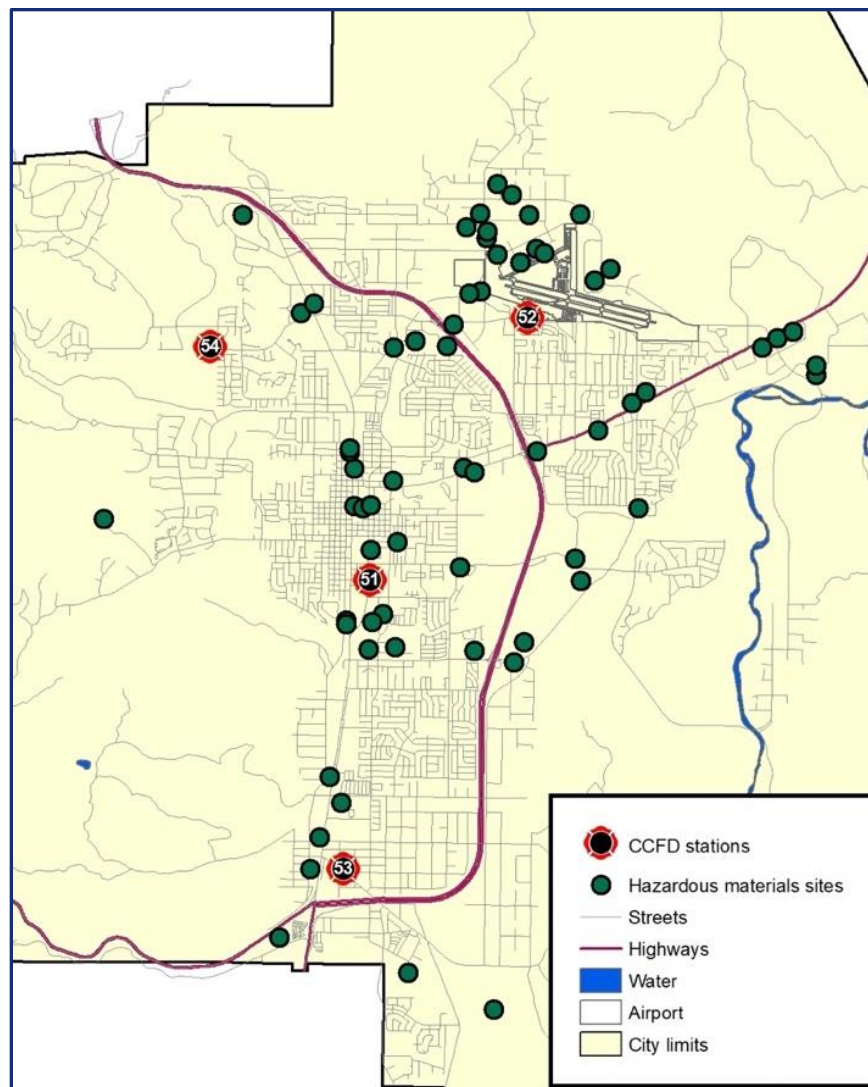 52
54
51
53
CCFD stations
Hazardous materials sites
Streets
Highways
Water
Airport
City limits